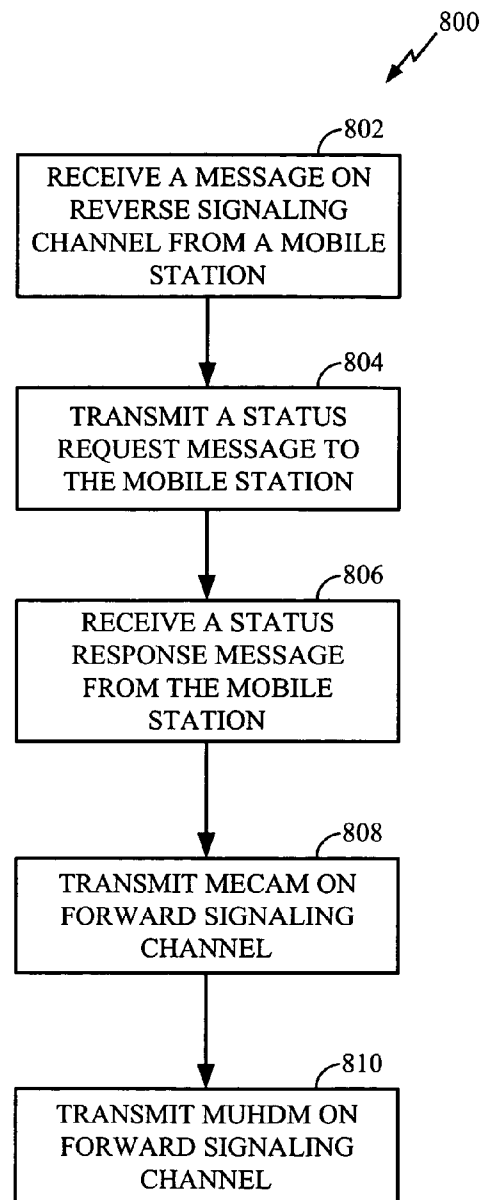 800
802
RECEIVE A MESSAGE ON
REVERSE SIGNALING
CHANNEL FROM A MOBILE
STATION
804
TRANSMIT A STATUS
REQUEST MESSAGE TO
THE MOBILE STATION
806
RECEIVE A STATUS
RESPONSE MESSAGE
FROM THE MOBILE
STATION
808
TRANSMIT MECAM ON
FORWARD SIGNALING
CHANNEL
810
TRANSMIT MUHDM ON
FORWARD SIGNALING
CHANNEL